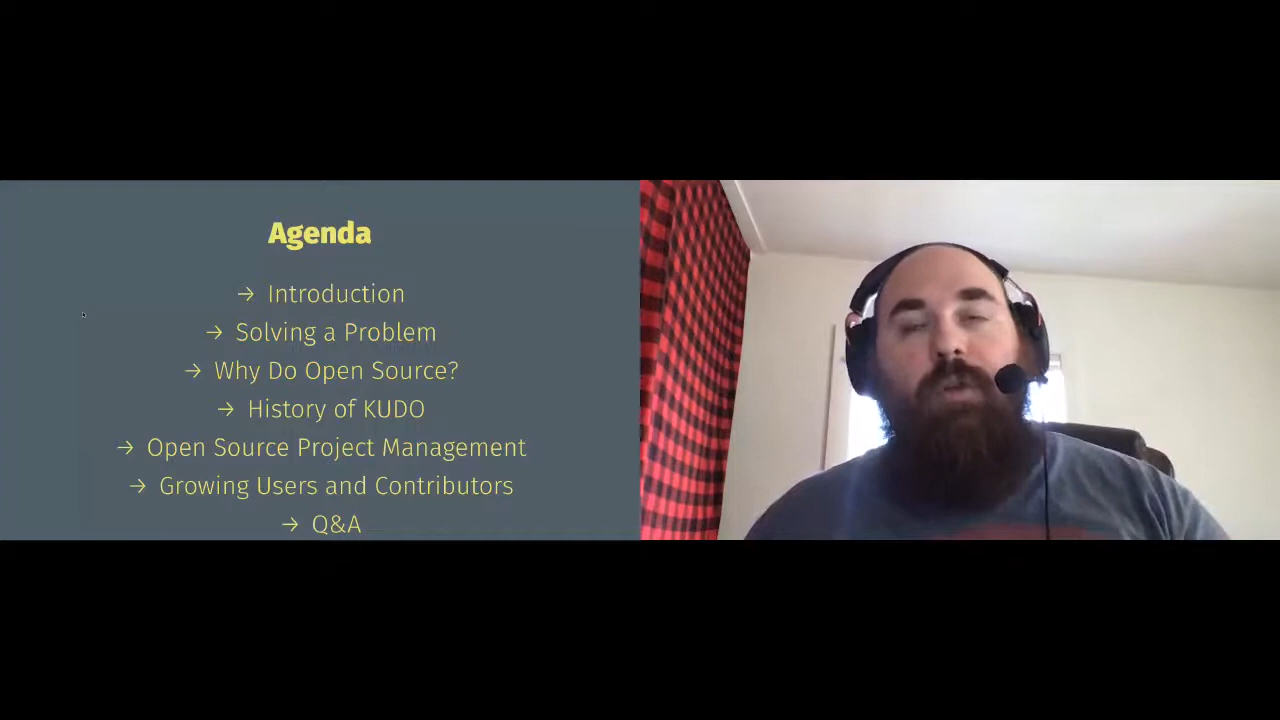 Agenda
→ Introduction
→ Solving a Problem
→ Why Do Open Source?
→ History of KUDO
→ Open Source Project Management
→ Growing Users and Contributors
→ Q&A